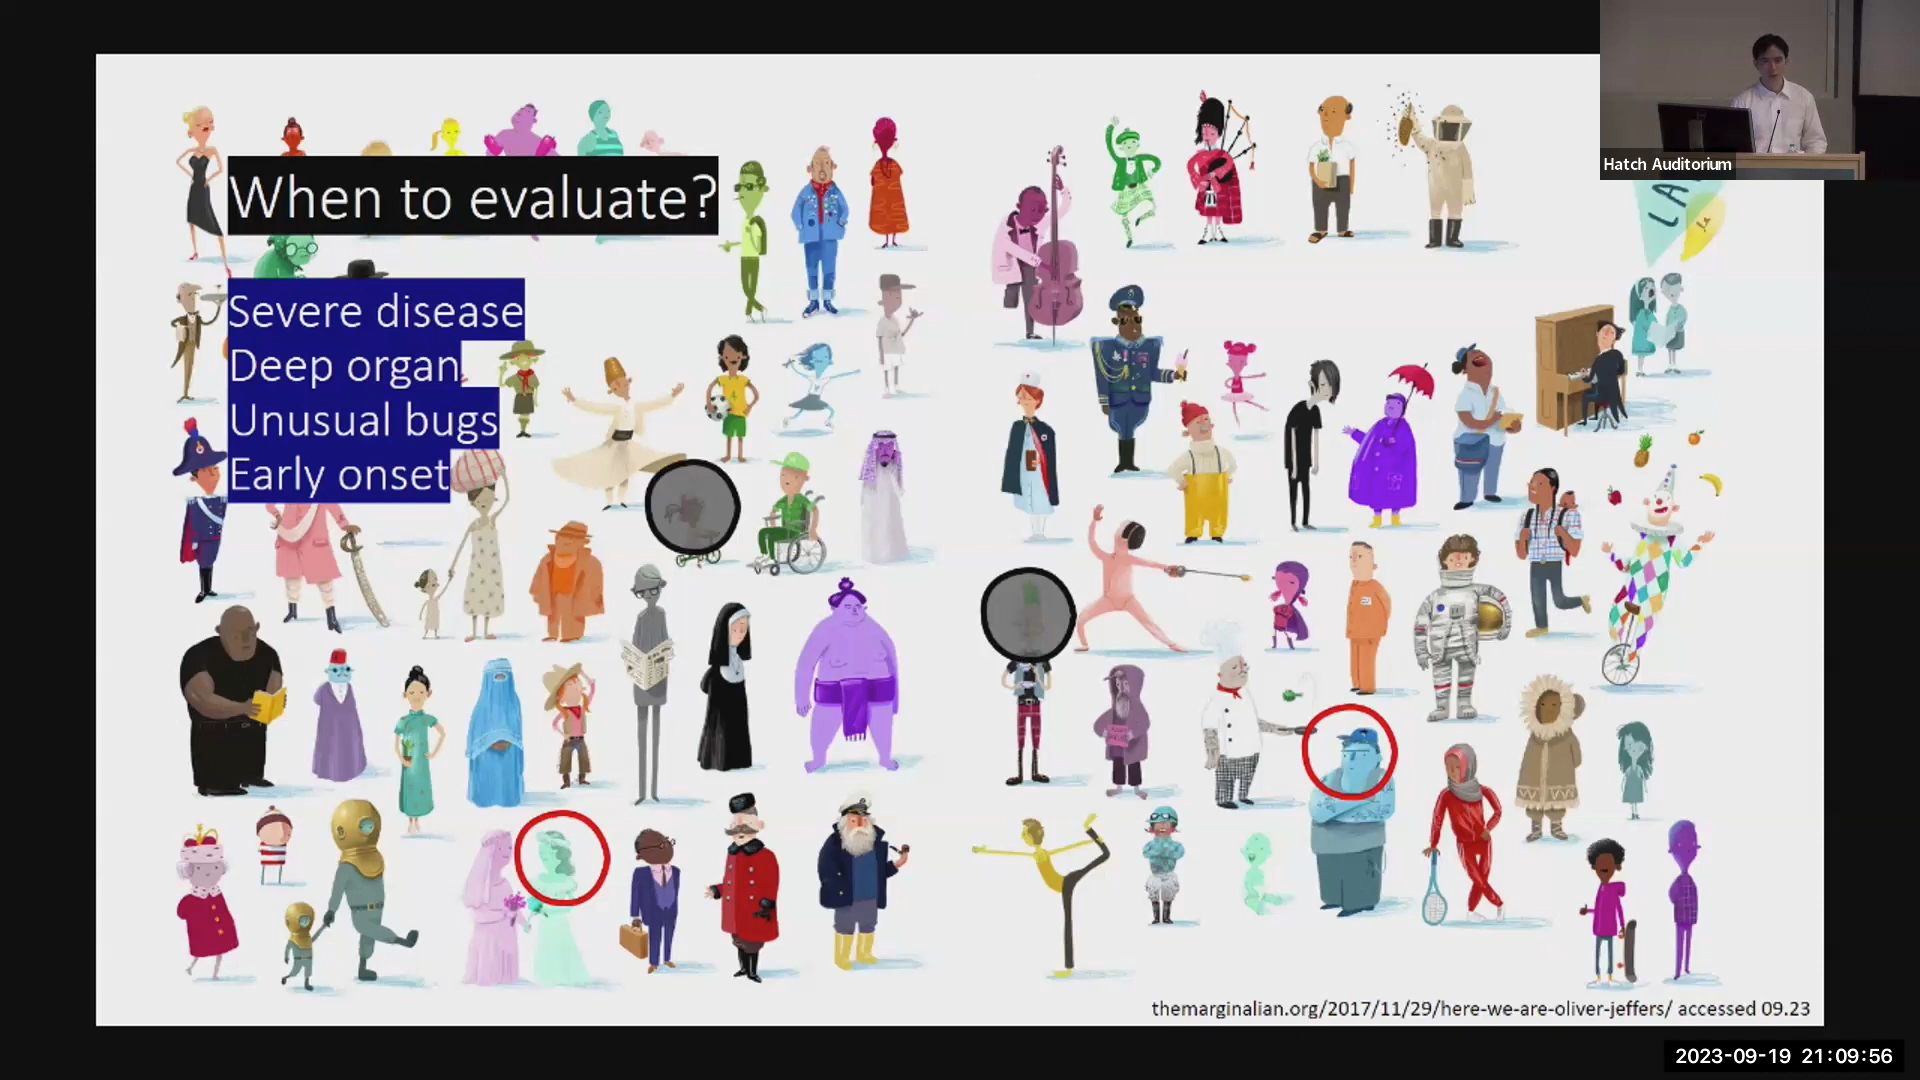 Hatch Auditorium
When to evaluate?
Severe disease
Deep organ
Unusual bugs
Early onset
themarginalian.org/2017/11/29/here-we-are-oliver-jeffers/ accessed 09.23
2023-09-19 21:09:56